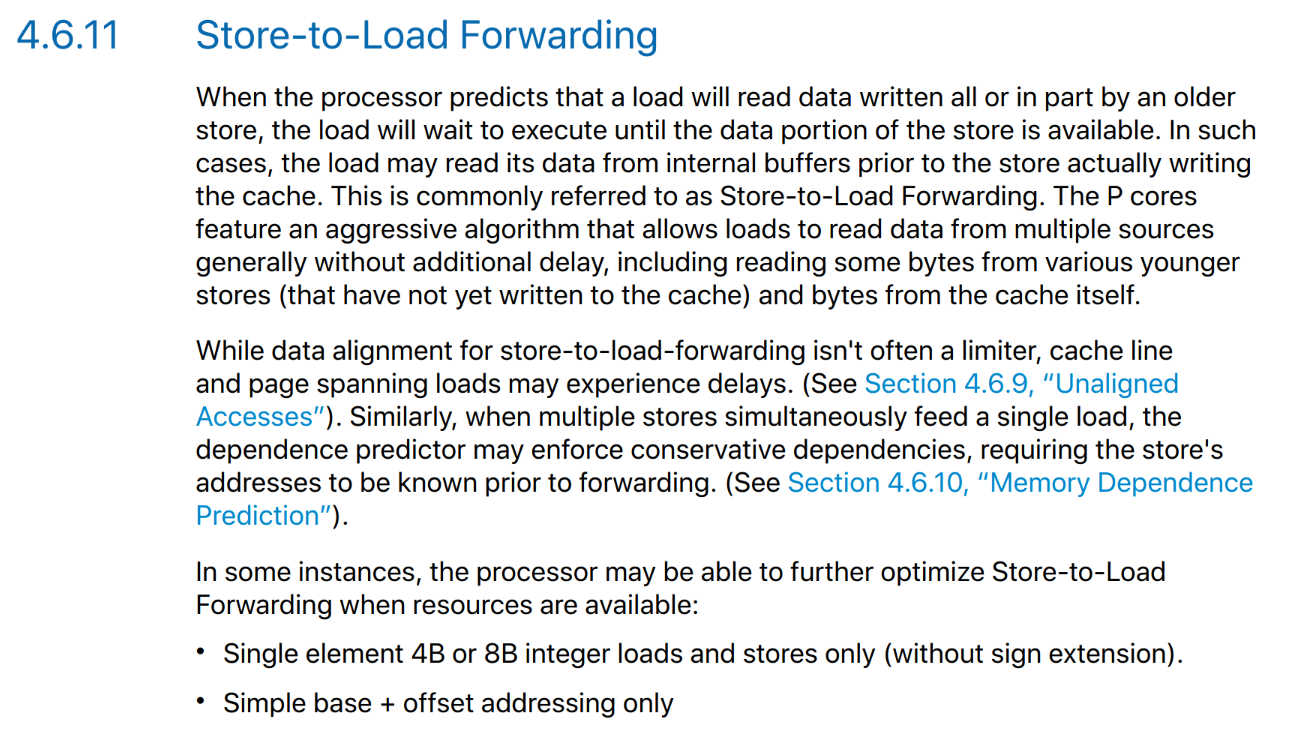 4.6.11 Store-to-Load Forwarding
When the processor predicts that a load will read data written all or in part by an older
store, the load will wait to execute until the data portion of the store is available. In such
cases, the load may read its data from internal buffers prior to the store actually writing
the cache. This is commonly referred to as Store-to-Load Forwarding. The P cores
feature an aggressive algorithm that allows loads to read data from multiple sources
generally without additional delay, including reading some bytes from various younger
stores (that have not yet written to the cache) and bytes from the cache itself.
While data alignment for store-to-load-forwarding isn't often a limiter, cache line
and page spanning loads may experience delays. (See Section 4.6.9, “Unaligned
Accesses”). Similarly, when multiple stores simultaneously feed a single load, the
dependence predictor may enforce conservative dependencies, requiring the store's
addresses to be known prior to forwarding. (See Section 4.6.10, “Memory Dependence
Prediction”).
In some instances, the processor may be able to further optimize Store-to-Load
Forwarding when resources are available:
• Single element 4B or 8B integer loads and stores only (without sign extension).
• Simple base + offset addressing only